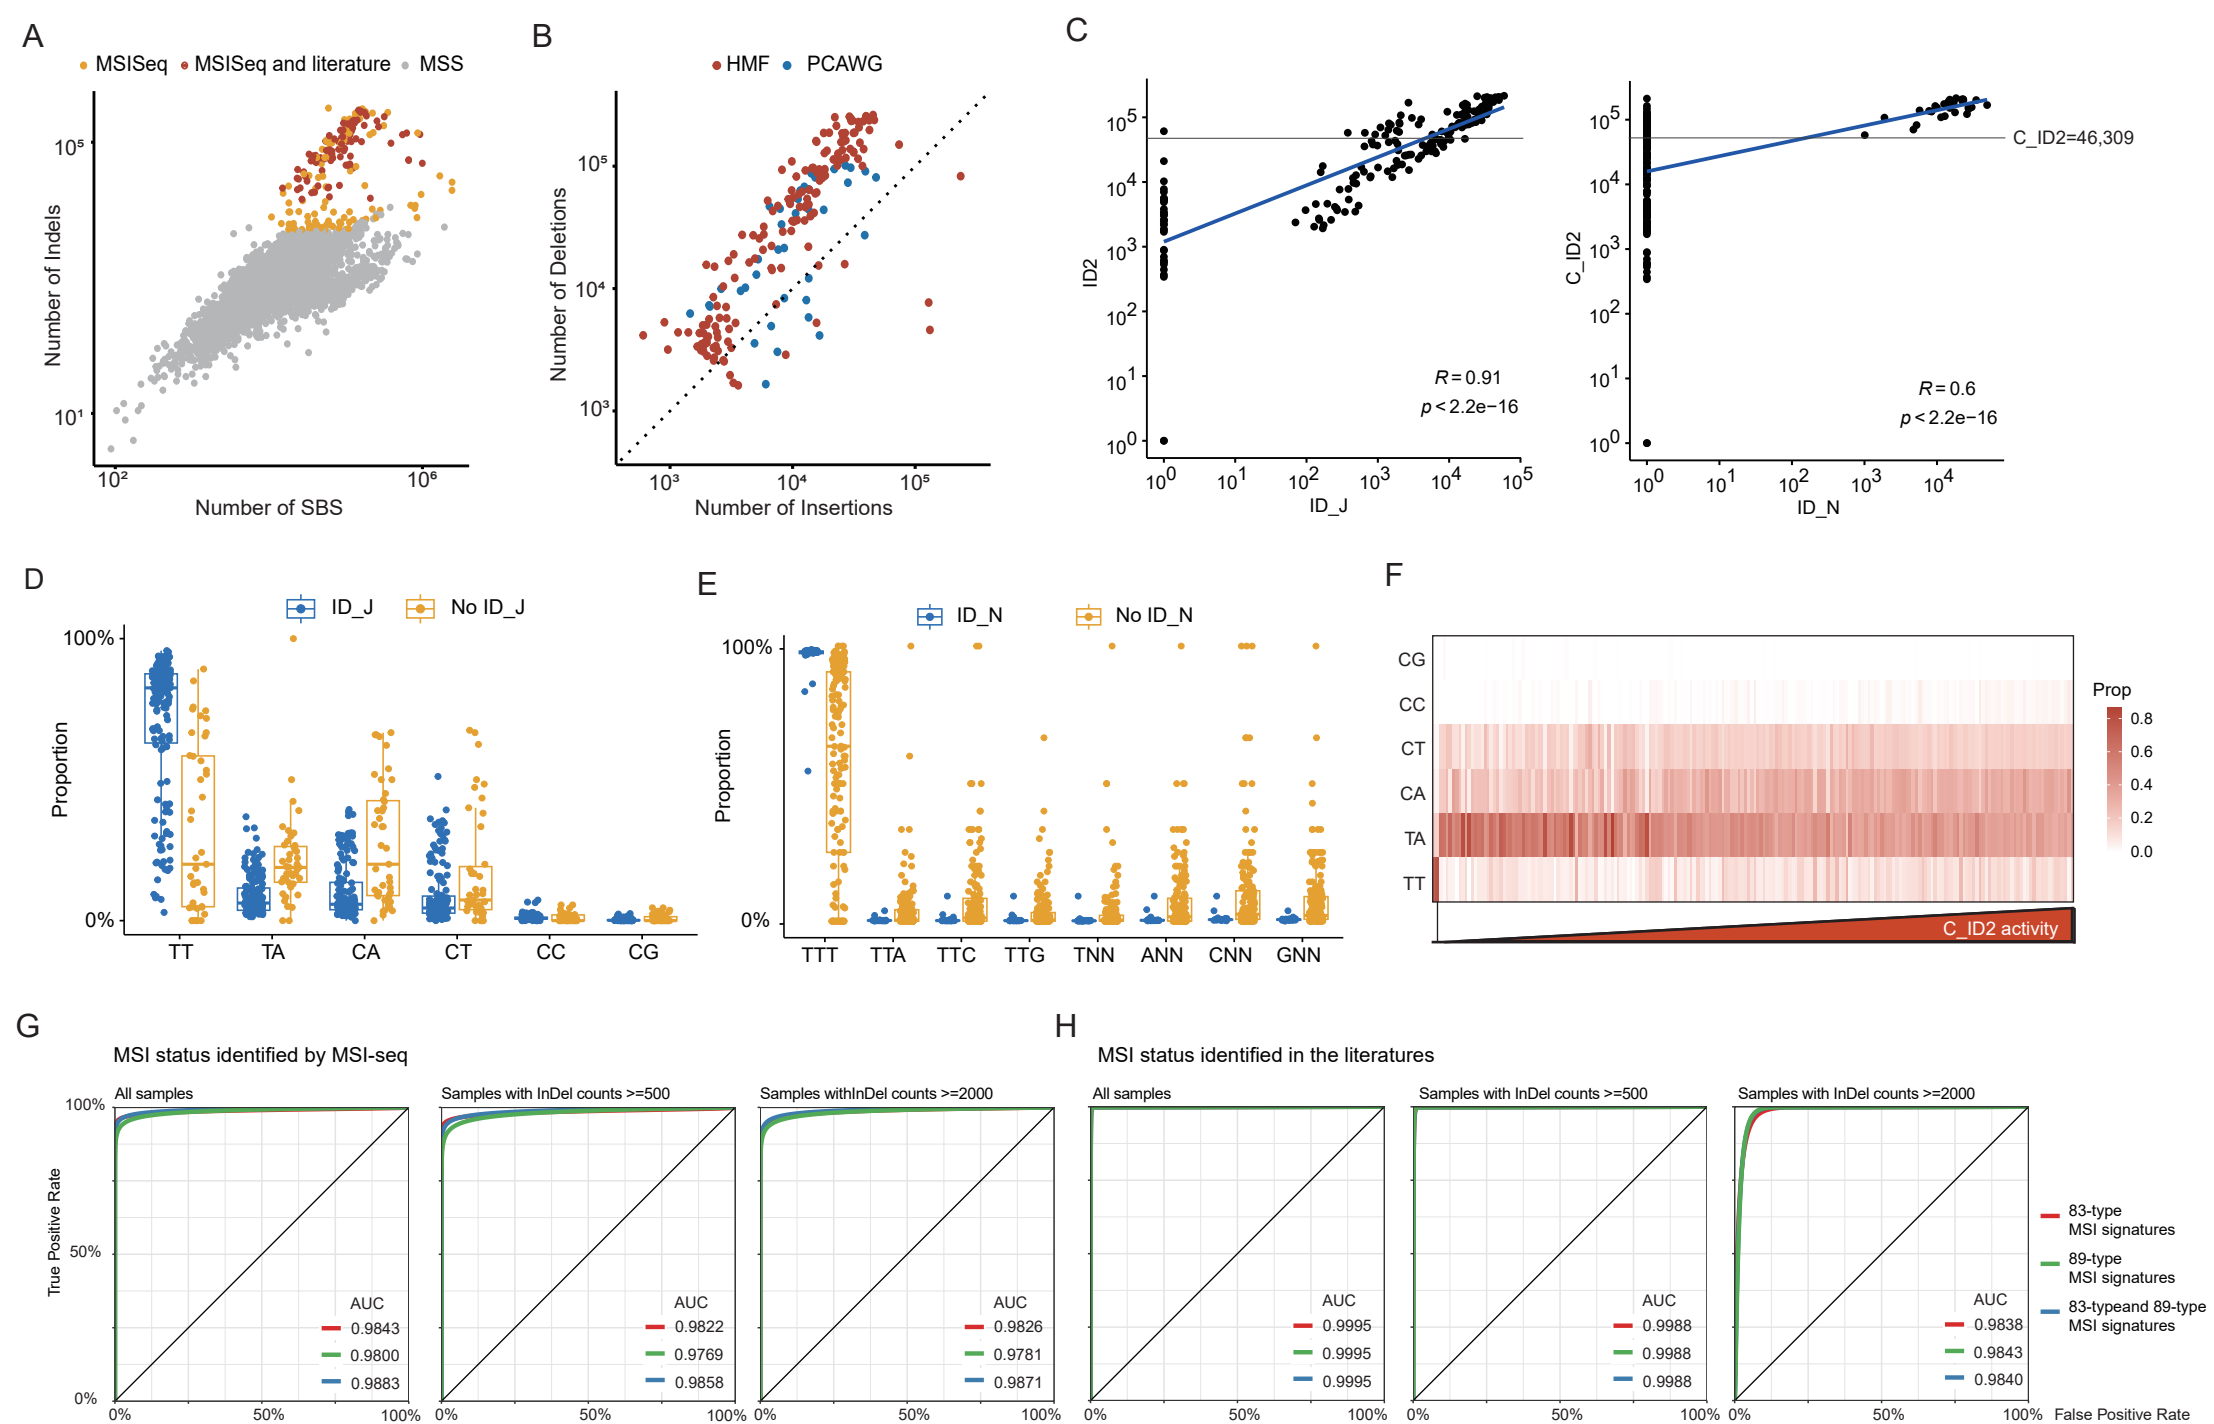 A
MSISeq MSISeq and literature MSS
Number of Indels
10⁵
10¹
10² 10⁶
Number of SBS
B
HMF PCAWG
Number of Deletions
10⁵
10⁴
10³
10³ 10⁴ 10⁵
Number of Insertions
C
ID2
10⁵
10⁴
10³
10²
10¹
10⁰
R = 0.91
p < 2.2e−16
10⁰ 10¹ 10² 10³ 10⁴ 10⁵
ID_J
C_ID2
10⁵
10⁴
10³
10²
10¹
10⁰
C_ID2=46,309
R = 0.6
p < 2.2e−16
10⁰ 10¹ 10² 10³ 10⁴
ID_N
D
ID_J No ID_J
Proportion
100%
0%
TT TA CA CT CC CG
E
ID_N No ID_N
Proportion
100%
0%
TTT TTA TTC TTG TNN ANN CNN GNN
F
CG
CC
CT
CA
TA
TT
C_ID2 activity
Prop
0.8
0.6
0.4
0.2
0.0
G
MSI status identified by MSI-seq
True Positive Rate
100%
50%
0%
All samples
AUC
0.9843
0.9800
0.9883
0% 50% 100%
Samples with InDel counts >=500
AUC
0.9822
0.9769
0.9858
0% 50% 100%
Samples withInDel counts >=2000
AUC
0.9826
0.9781
0.9871
0% 50% 100%
H
MSI status identified in the literatures
All samples
AUC
0.9995
0.9995
0.9995
0% 50% 100%
Samples with InDel counts >=500
AUC
0.9988
0.9988
0.9988
0% 50% 100%
Samples with InDel counts >=2000
AUC
0.9838
0.9843
0.9840
0% 50% 100%
False Positive Rate
83-type
MSI signatures
89-type
MSI signatures
83-typeand 89-type
MSI signatures